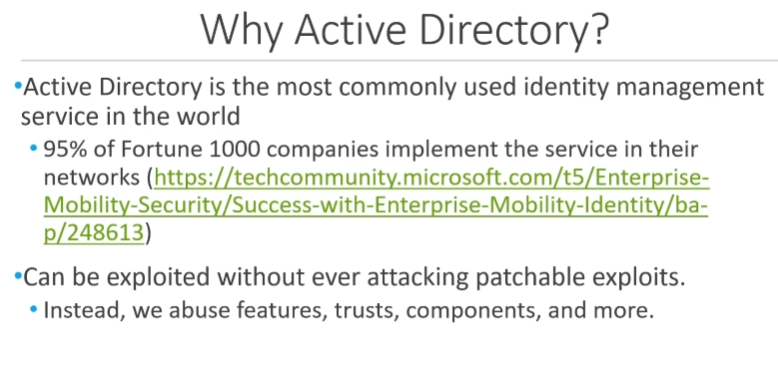 Why Active Directory?
•Active Directory is the most commonly used identity management
service in the world
• 95% of Fortune 1000 companies implement the service in their
networks (https://techcommunity.microsoft.com/t5/Enterprise-
Mobility-Security/Success-with-Enterprise-Mobility-Identity/ba-
p/248613)
•Can be exploited without ever attacking patchable exploits.
• Instead, we abuse features, trusts, components, and more.